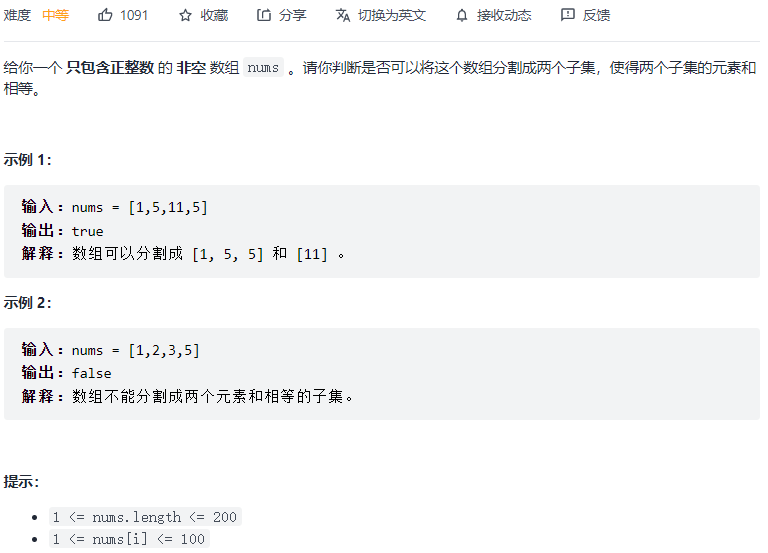 难度 中等 1091 收藏 分享 切换为英文 接收动态 反馈
给你一个 只包含正整数 的 非空 数组 nums 。请你判断是否可以将这个数组分割成两个子集，使得两个子集的元素和
相等。
示例 1：
输入：nums = [1,5,11,5]
输出：true
解释：数组可以分割成 [1, 5, 5] 和 [11] 。
示例 2：
输入：nums = [1,2,3,5]
输出：false
解释：数组不能分割成两个元素和相等的子集。
提示：
1 <= nums.length <= 200
1 <= nums[i] <= 100